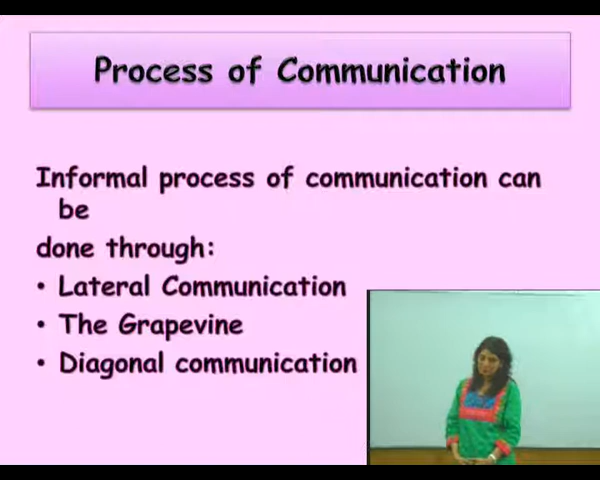 Process of Communication
Informal process of communication can
be
done through:
• Lateral Communication
• The Grapevine
• Diagonal communication